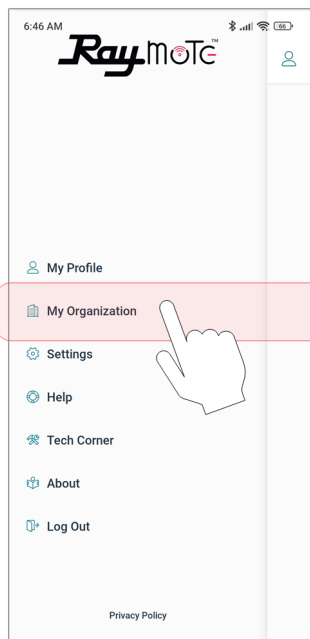 6:46 AM
66
RaymoTe™
My Profile
My Organization
Settings
Help
Tech Corner
About
Log Out
Privacy Policy